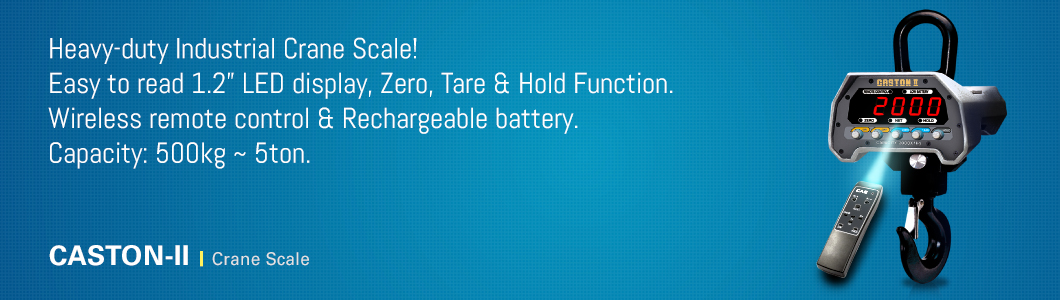 Heavy-duty Industrial Crane Scale!
Easy to read 1.2” LED display, Zero, Tare & Hold Function.
Wireless remote control & Rechargeable battery.
Capacity: 500kg ~ 5ton.
CASTON II
2000
ZERO NET HOLD
CAS
CASTON-II | Crane Scale